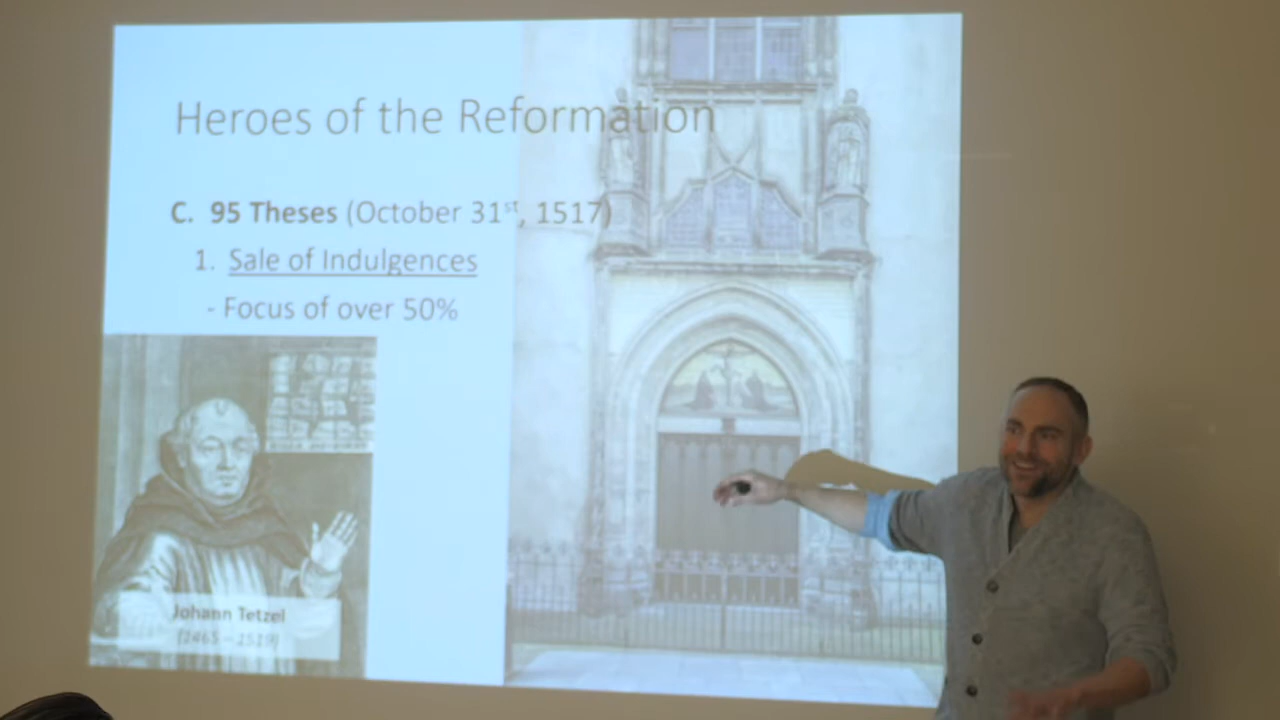 Heroes of the Reformation
C. 95 Theses (October 31st, 1517)
1. Sale of Indulgences
- Focus of over 50%
Johann Tetzel
(1465 – 1519)